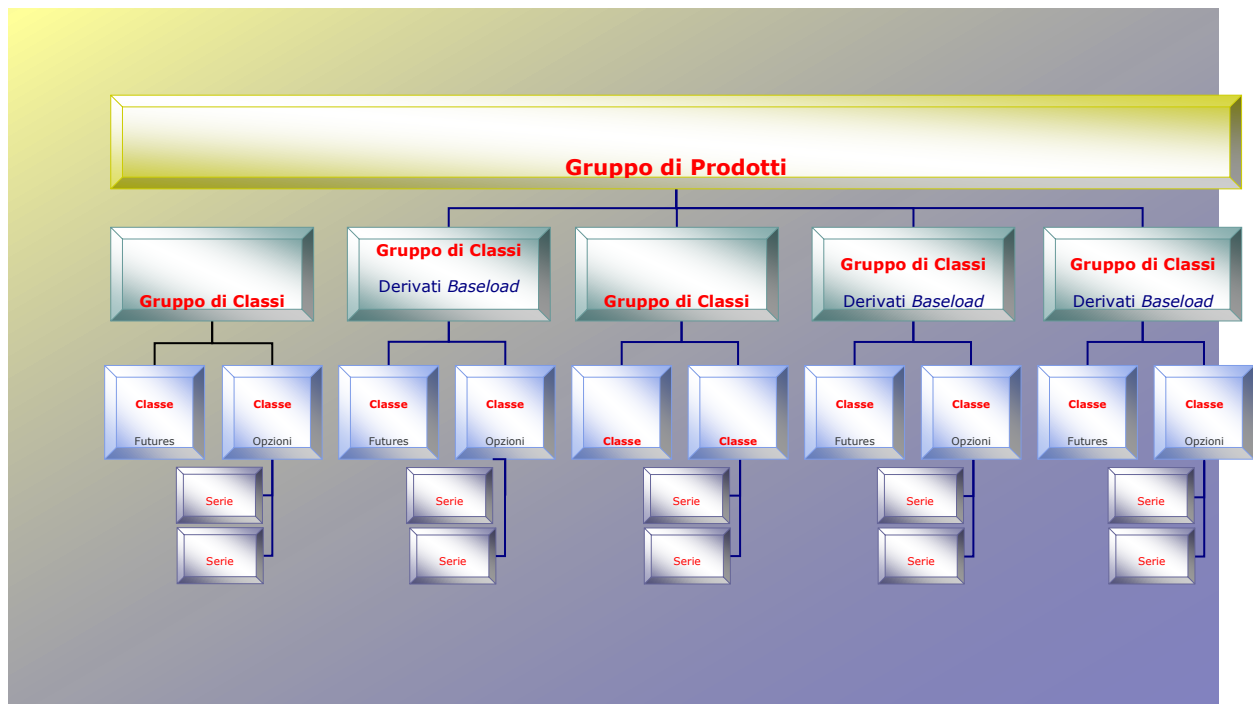 Gruppo di Prodotti
Gruppo di Classi
Gruppo di Classi
Derivati Baseload
Gruppo di Classi
Gruppo di Classi
Derivati Baseload
Gruppo di Classi
Derivati Baseload
Classe
Futures
Classe
Opzioni
Classe
Futures
Classe
Opzioni
Classe
Classe
Classe
Futures
Classe
Opzioni
Classe
Futures
Classe
Opzioni
Serie
Serie
Serie
Serie
Serie
Serie
Serie
Serie
Serie
Serie